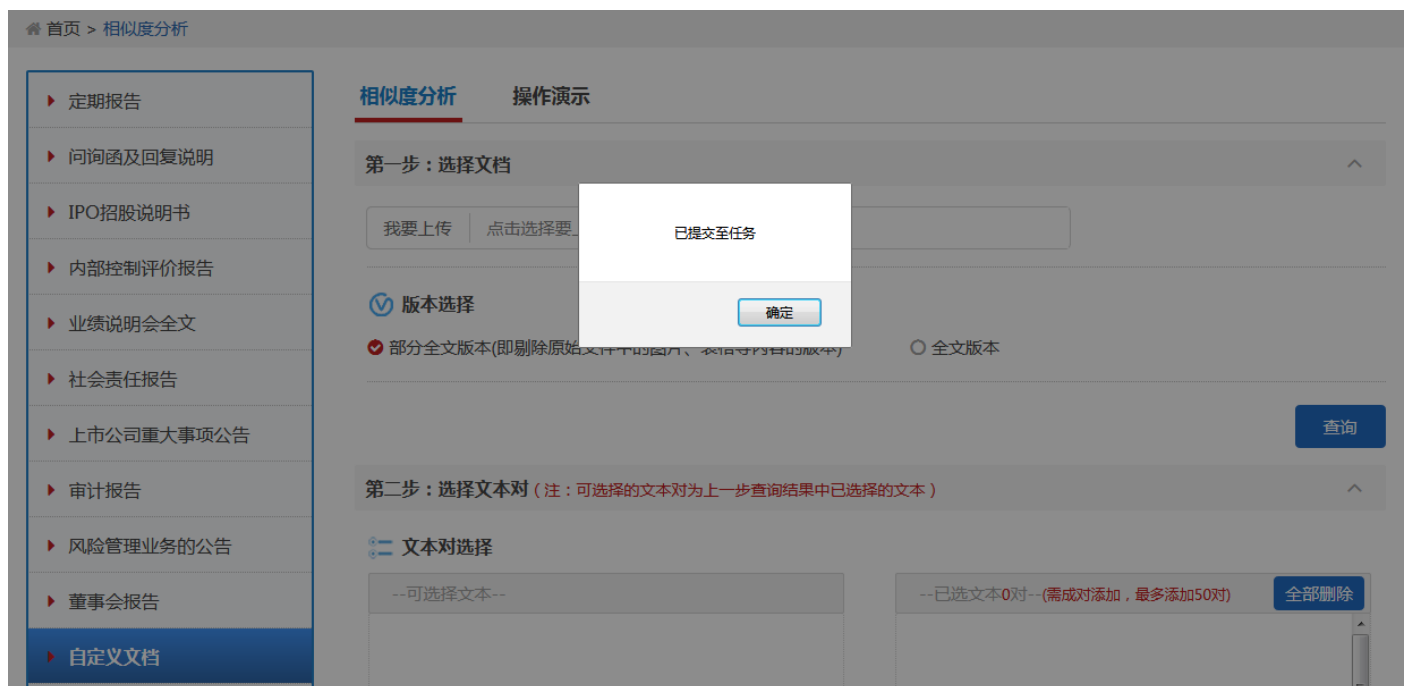 首页 > 相似度分析
定期报告
问询函及回复说明
IPO招股说明书
内部控制评价报告
业绩说明会全文
社会责任报告
上市公司重大事项公告
审计报告
风险管理业务的公告
董事会报告
自定义文档
相似度分析 操作演示
第一步：选择文档
我要上传 点击选择要
已提交至任务
确定
版本选择
部分全文版本(即剔除原始文件中的图片、表格等内容的版本) 全文版本
查询
第二步：选择文本对 (注：可选择的文本对为上一步查询结果中已选择的文本)
文本对选择
--可选择文本-- --已选文本0对--(需成对添加，最多添加50对) 全部删除